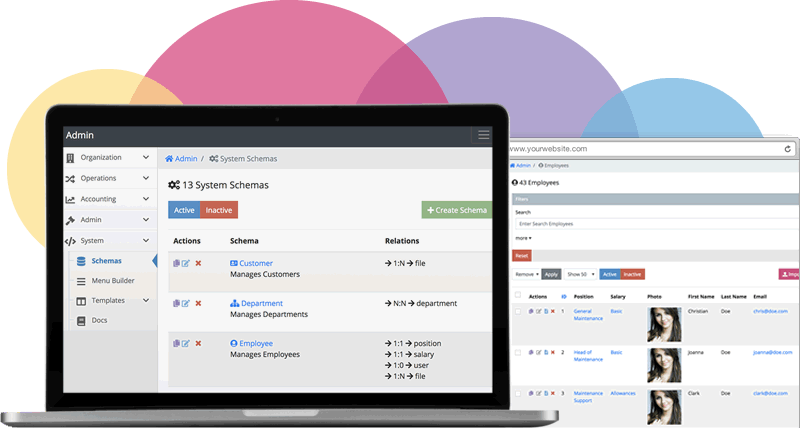 Admin
Organization
Operations
Accounting
Admin
System
Schemas
Menu Builder
Templates
Docs
Admin / System Schemas
13 System Schemas
Active Inactive
Create Schema
Actions Schema Relations
Customer
Manages Customers
1:N file
Department
Manages Departments
N:N department
Employee
Manages Employees
1:1 position
1:1 salary
1:0 user
1:N file
www.yourwebsite.com
Admin / Employees
43 Employees
Filters
Search
Enter Search Employees
more
Reset
Remove Apply Show 50 Active Inactive
Actions ID Position Salary Photo First Name Last Name Email
1 General Maintenance Basic Christian Doe chris@doe.com
2 Head of Maintenance Basic Joanna Doe joanna@doe.com
3 Maintenance Support Allowances Clark Doe clark@doe.com